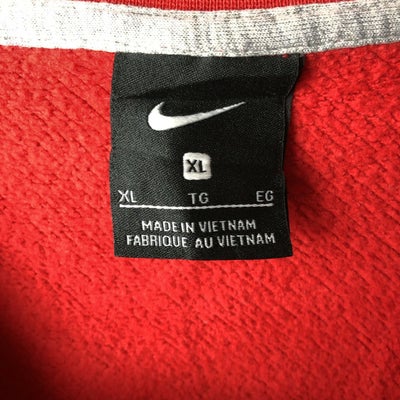 XL
XL TG EG
MADE IN VIETNAM
FABRIQUE AU VIETNAM